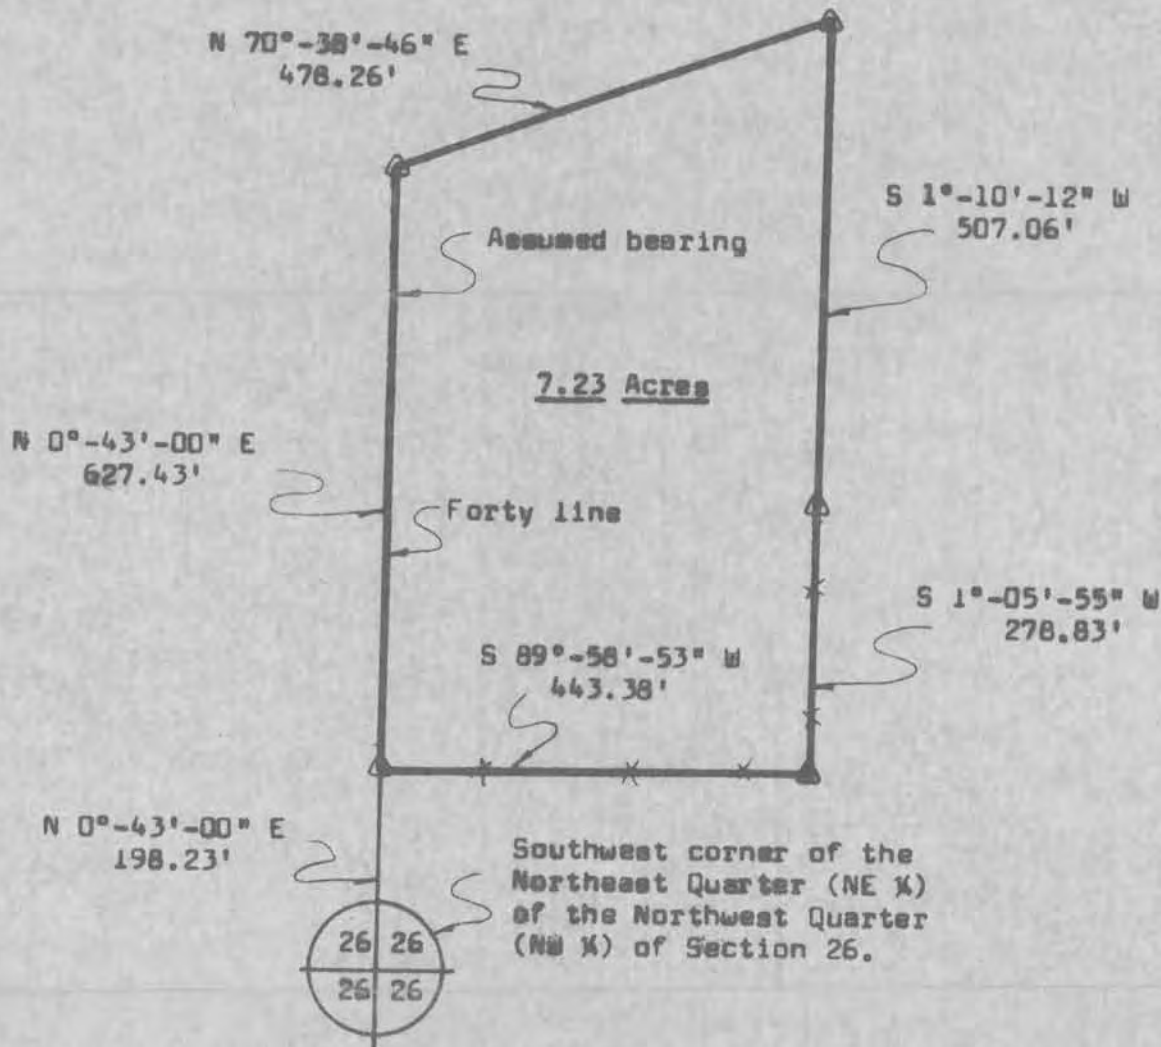 N 70°-38'-46" E
478.26'
S 1°-10'-12" W
507.06'
Assumed bearing
7.23 Acres
N 0°-43'-00" E
627.43'
Forty line
S 1°-05'-55" W
278.83'
S 89°-58'-53" W
443.38'
N 0°-43'-00" E
198.23'
Southwest corner of the
Northeast Quarter (NE ¼)
of the Northwest Quarter
(NW ¼) of Section 26.
26 26
26 26